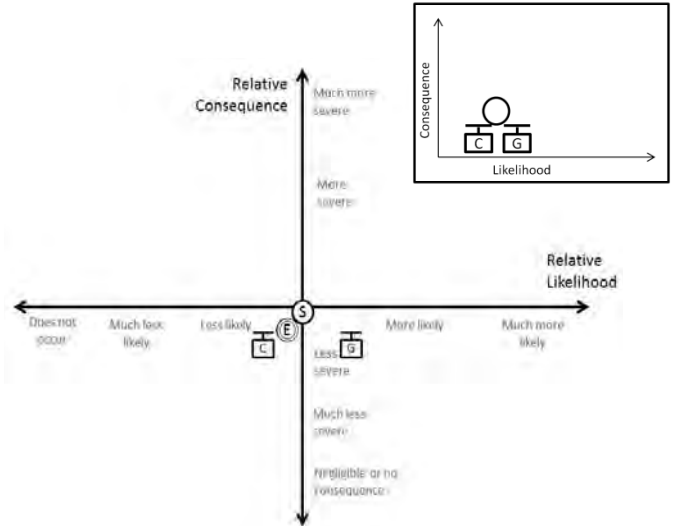 Relative
Consequence
Much more
severe
More
severe
Consequence
C
G
Likelihood
Relative
Likelihood
S
E
Does not
occur
Much less
likely
Less likely
More likely
Much more
likely
C
G
Less
severe
Much less
severe
Negligible or no
consequence